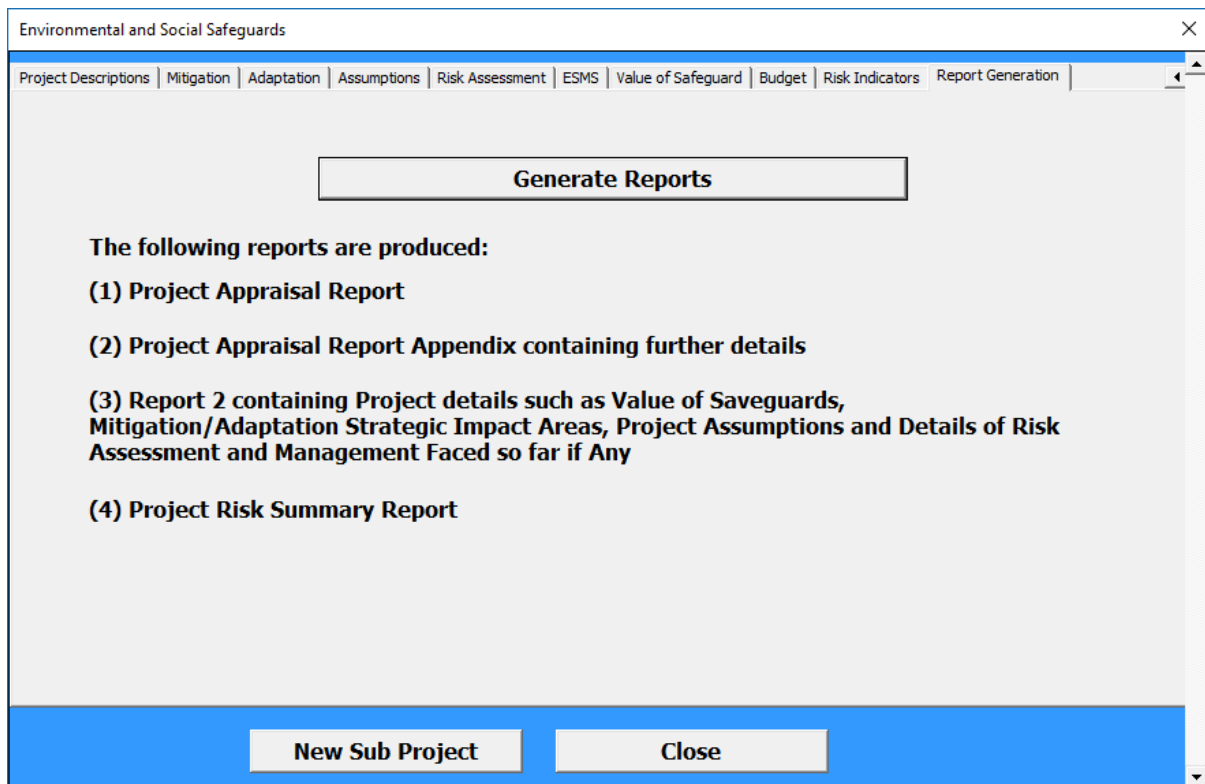 Environmental and Social Safeguards
Project Descriptions Mitigation Adaptation Assumptions Risk Assessment ESMS Value of Safeguard Budget Risk Indicators Report Generation
Generate Reports
The following reports are produced:
(1) Project Appraisal Report
(2) Project Appraisal Report Appendix containing further details
(3) Report 2 containing Project details such as Value of Saveguards,
Mitigation/Adaptation Strategic Impact Areas, Project Assumptions and Details of Risk
Assessment and Management Faced so far if Any
(4) Project Risk Summary Report
New Sub Project Close